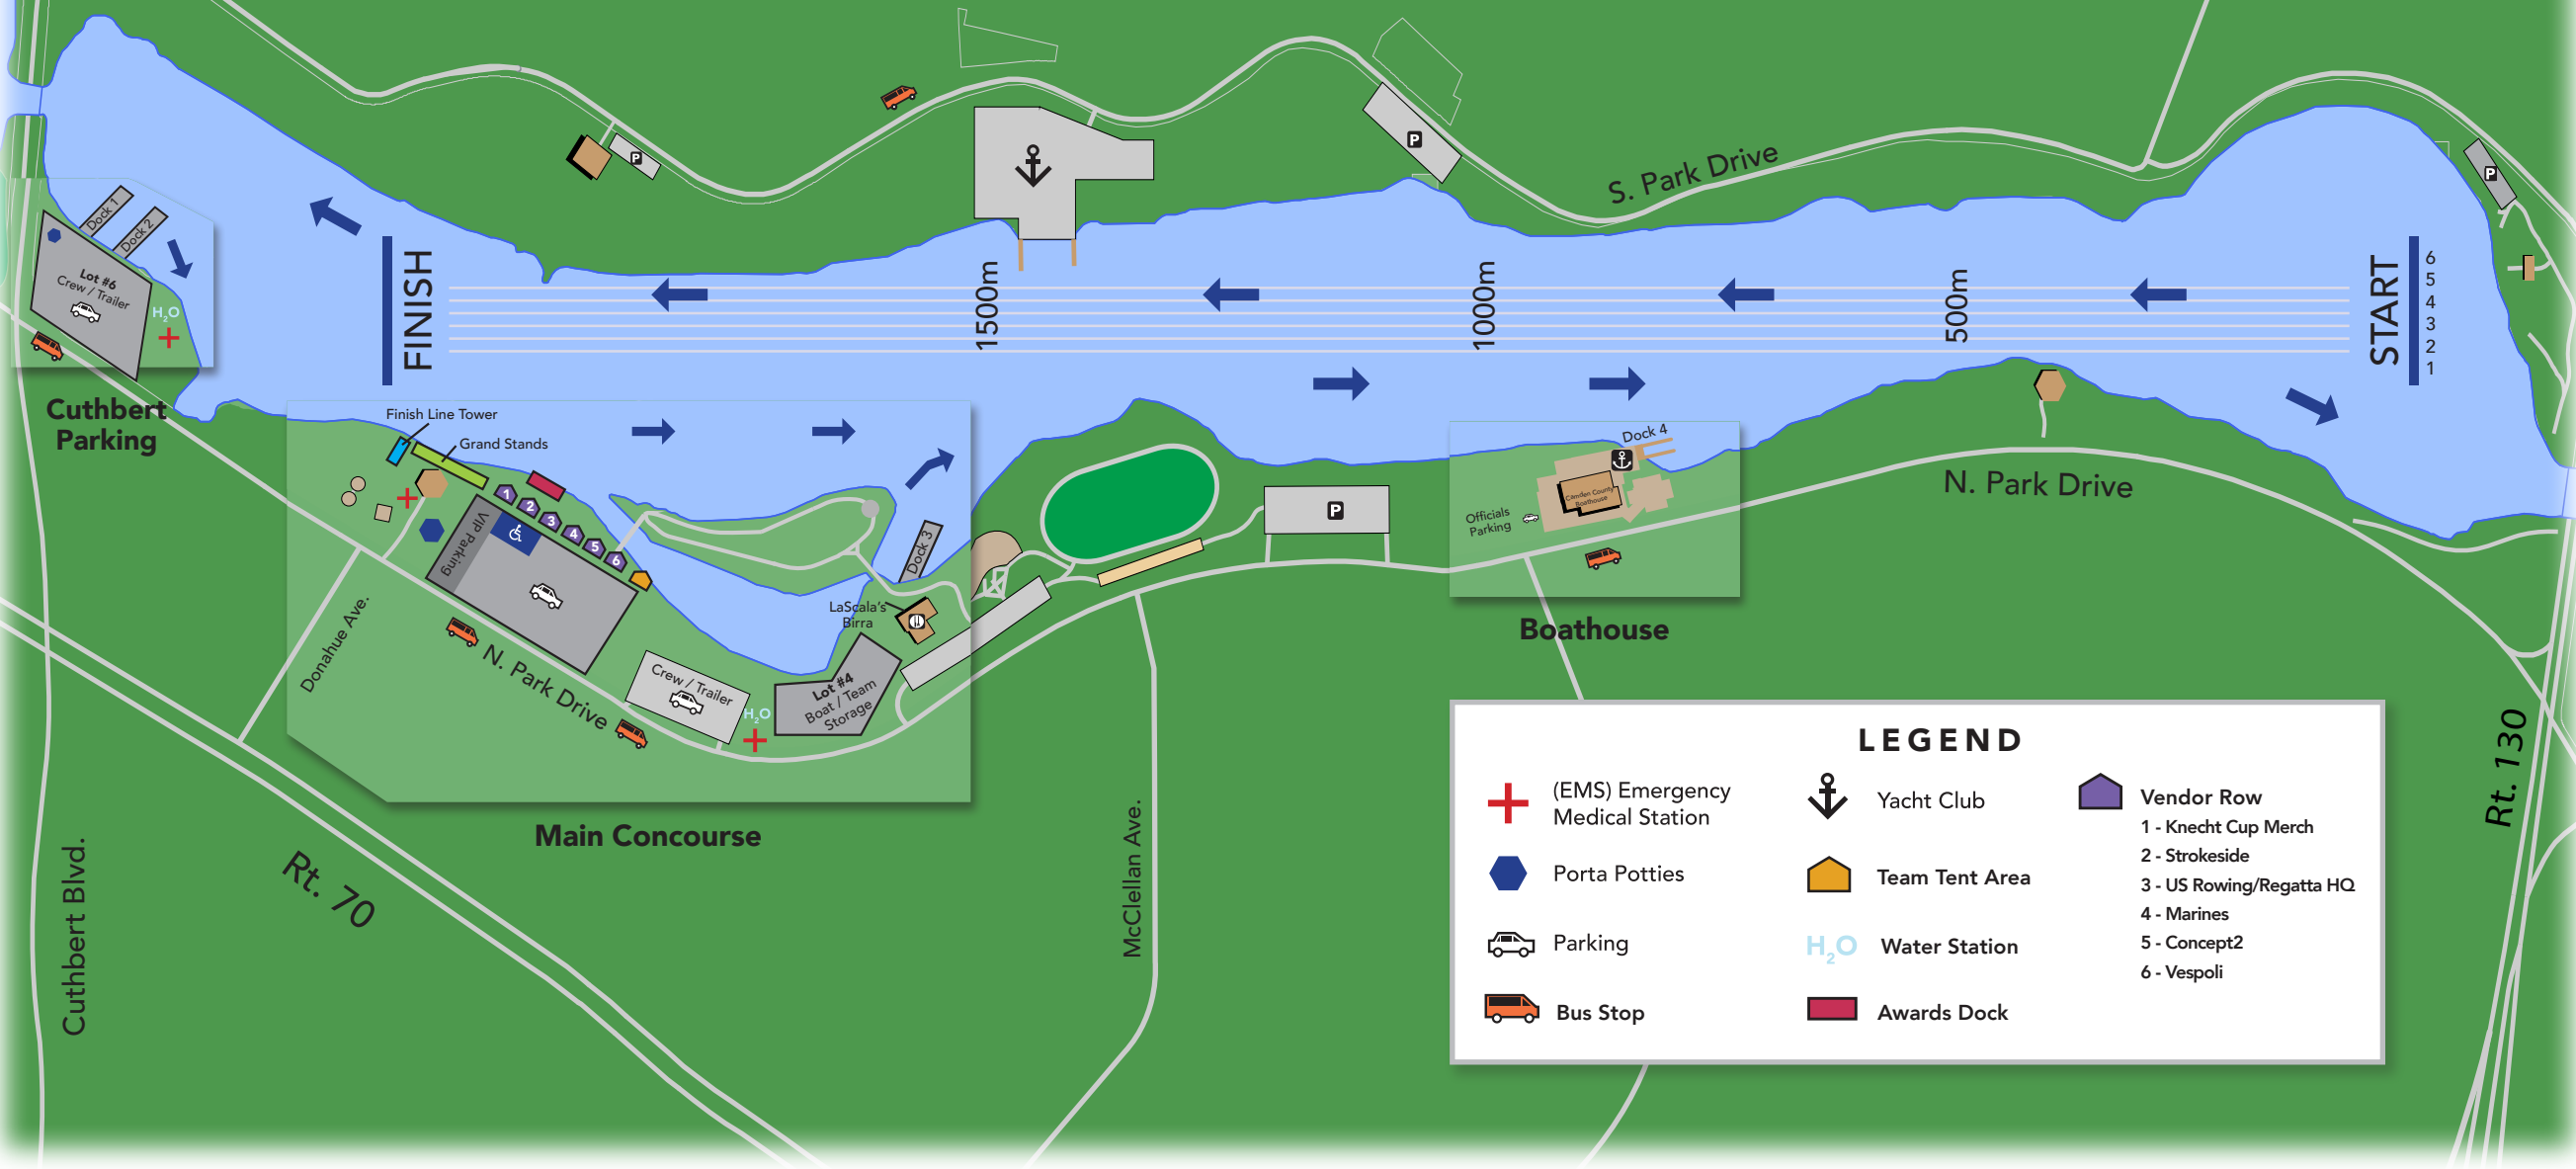 P
P
P
P
S. Park Drive
Dock 1
Dock 2
Lot #6
Crew / Trailer
H2O
Cuthbert
Parking
FINISH
1500m
1000m
500m
START
6
5
4
3
2
1
Finish Line Tower
Grand Stands
1
2
3
4
5
6
VIP Parking
Dock 3
LaScala's
Birra
Crew / Trailer
H2O
Lot #4
Boat / Team
Storage
N. Park Drive
Donahue Ave.
Main Concourse
P
Dock 4
Camden County
Boathouse
Officials
Parking
Boathouse
N. Park Drive
Rt. 70
Cuthbert Blvd.
McClellan Ave.
Rt. 130
LEGEND
(EMS) Emergency
Medical Station
Porta Potties
Parking
Bus Stop
Yacht Club
Team Tent Area
H2O Water Station
Awards Dock
Vendor Row
1 - Knecht Cup Merch
2 - Strokeside
3 - US Rowing/Regatta HQ
4 - Marines
5 - Concept2
6 - Vespoli